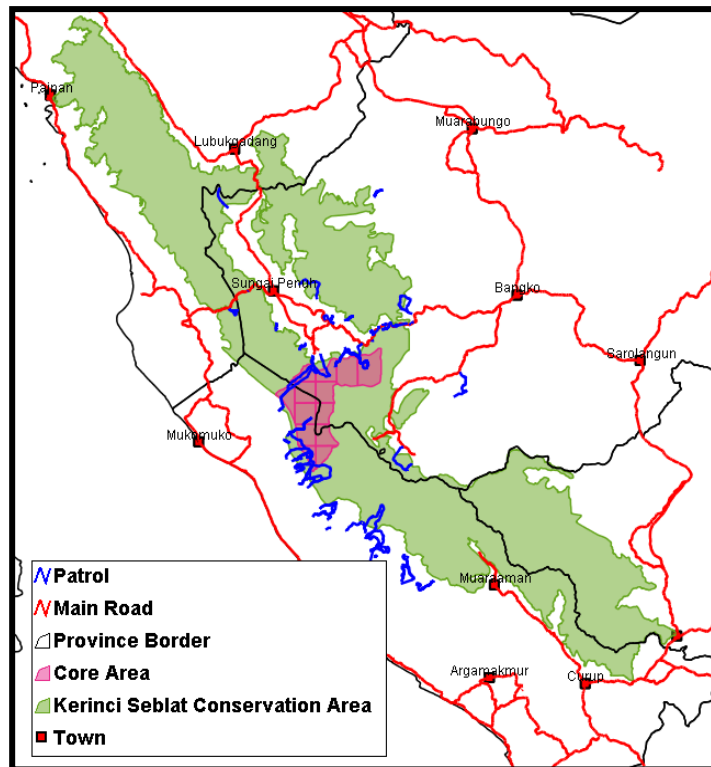 Painan
Muarabungo
Lubukgadang
Sungai Penuh
Bangko
Sarolangun
Mukomuko
Muaraaman
Argamakmur
Curup
Patrol
Main Road
Province Border
Core Area
Kerinci Seblat Conservation Area
Town